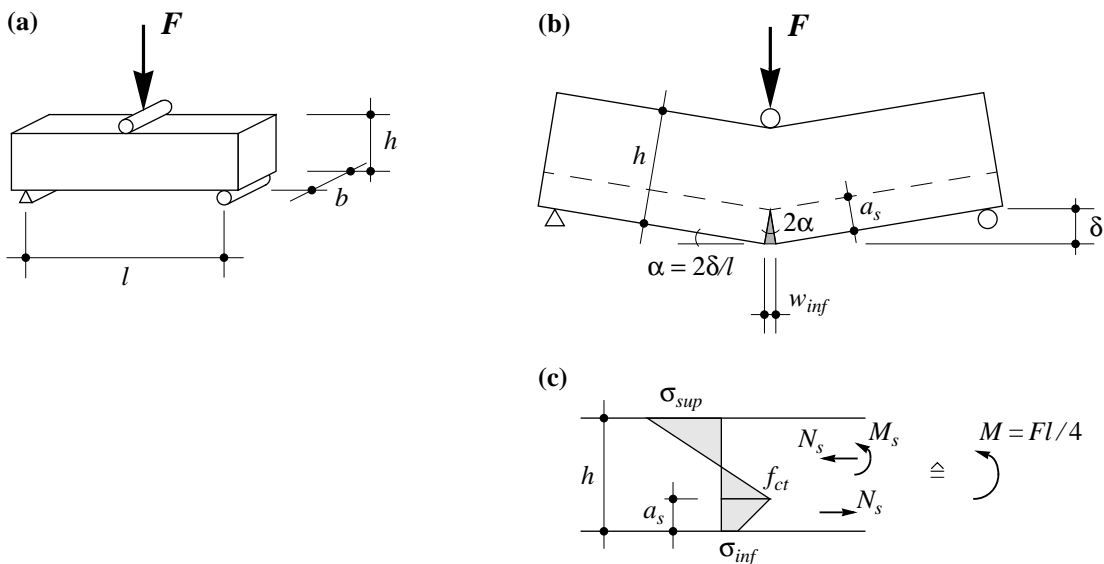 (a)
F
h
b
l
(b)
F
h
a_s
2α
δ
α = 2δ/l
w_inf
(c)
σ_sup
h
a_s
f_ct
σ_inf
N_s
M_s
N_s
≙
M = Fl/4